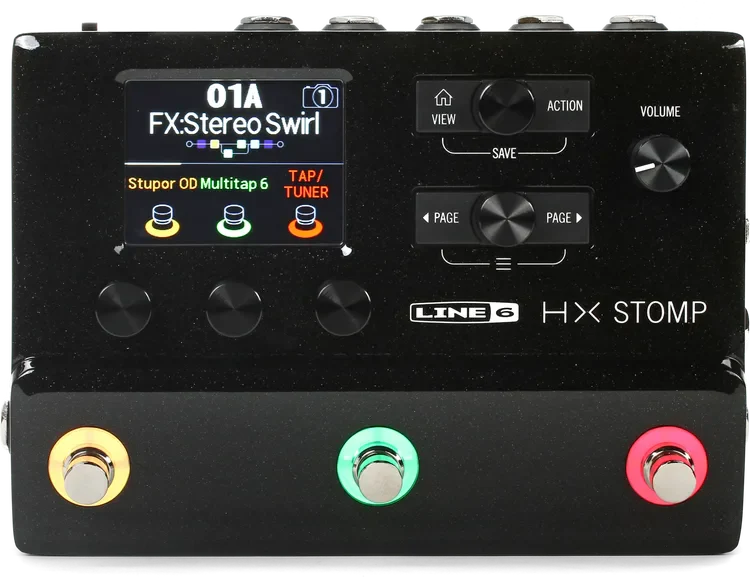 01A
1
FX:Stereo Swirl
Stupor OD
Multitap 6
TAP/
TUNER
VIEW
ACTION
SAVE
VOLUME
PAGE
PAGE
LINE 6
HX STOMP